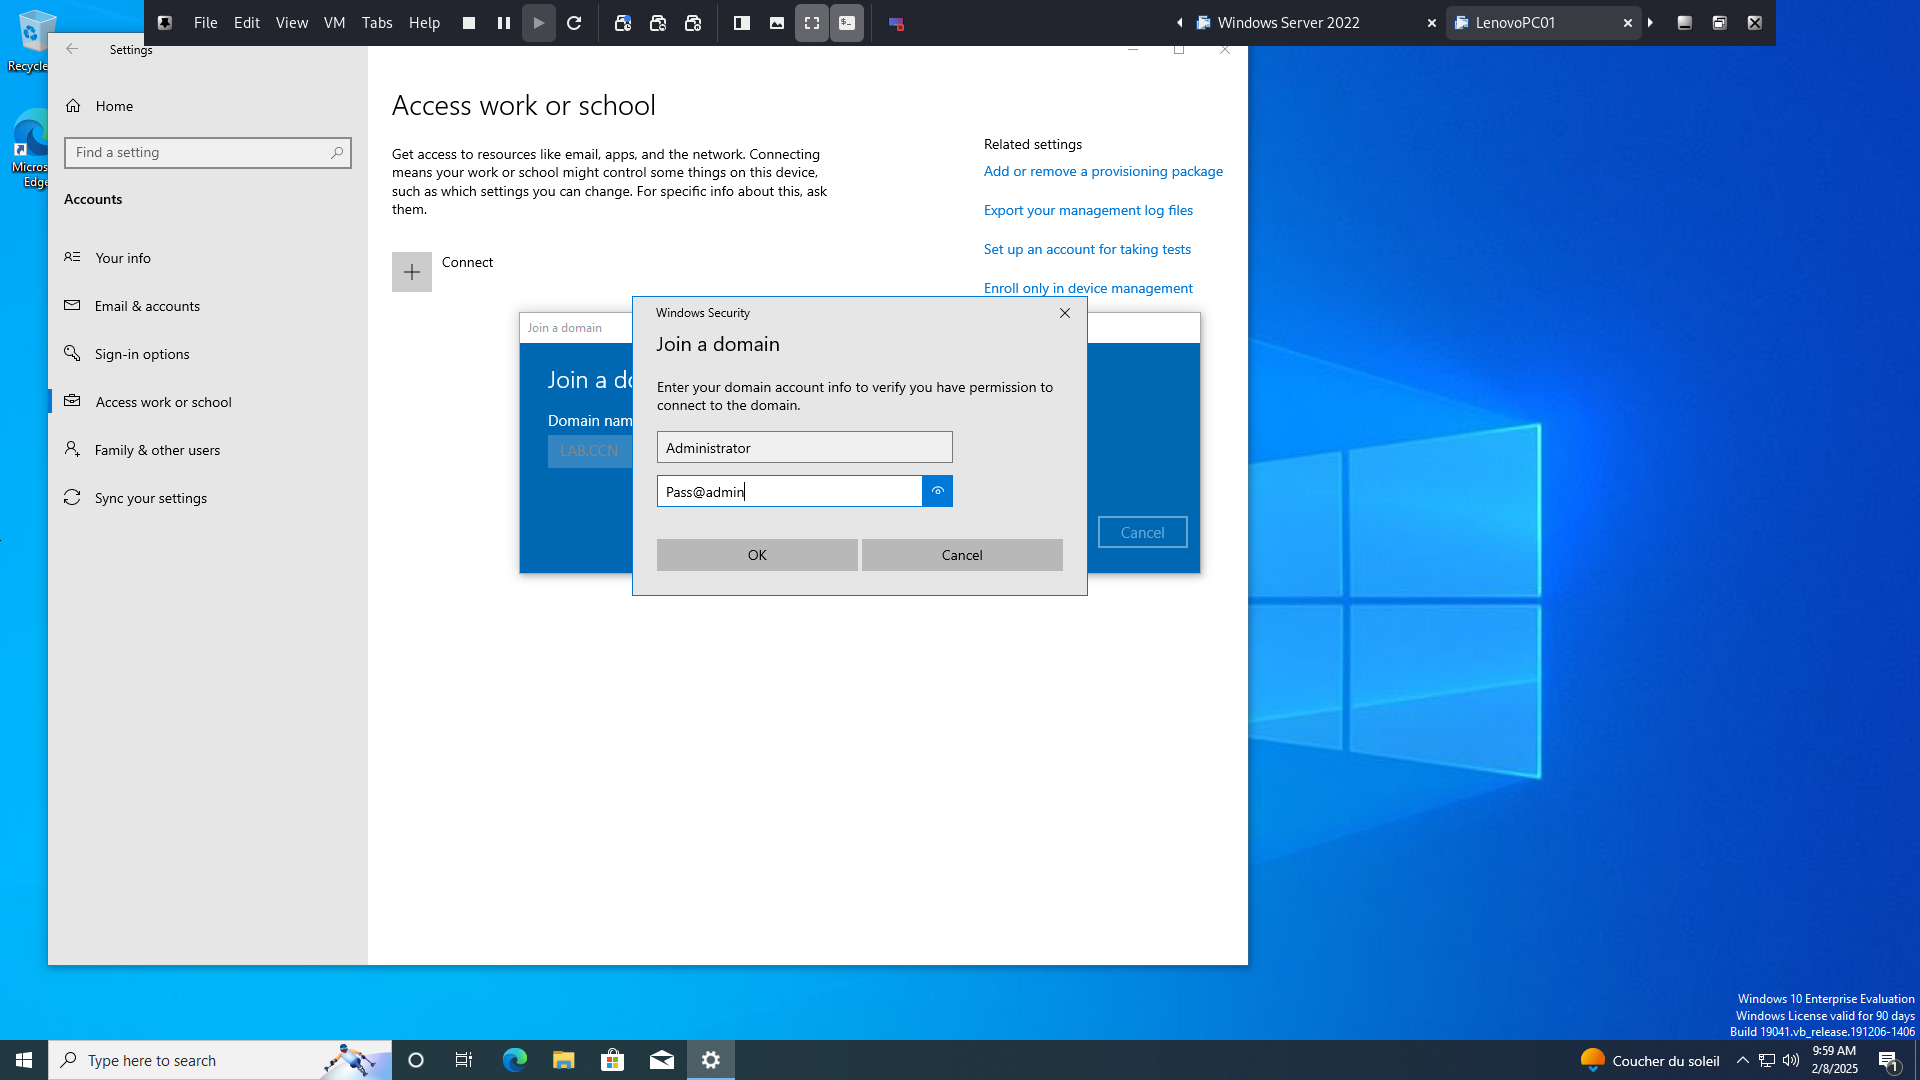 File Edit View VM Tabs Help
Windows Server 2022
LenovoPC01
Recycle
Micros
Edge
Settings
Home
Find a setting
Accounts
Your info
Email & accounts
Sign-in options
Access work or school
Family & other users
Sync your settings
Access work or school
Get access to resources like email, apps, and the network. Connecting
means your work or school might control some things on this device,
such as which settings you can change. For specific info about this, ask
them.
Connect
Related settings
Add or remove a provisioning package
Export your management log files
Set up an account for taking tests
Enroll only in device management
Join a domain
Join a do
Domain nam
LAB.CCN
Cancel
Windows Security
Join a domain
Enter your domain account info to verify you have permission to
connect to the domain.
Administrator
Pass@admin
OK
Cancel
Windows 10 Enterprise Evaluation
Windows License valid for 90 days
Build 19041.vb_release.191206-1406
Type here to search
Coucher du soleil
9:59 AM
2/8/2025
1